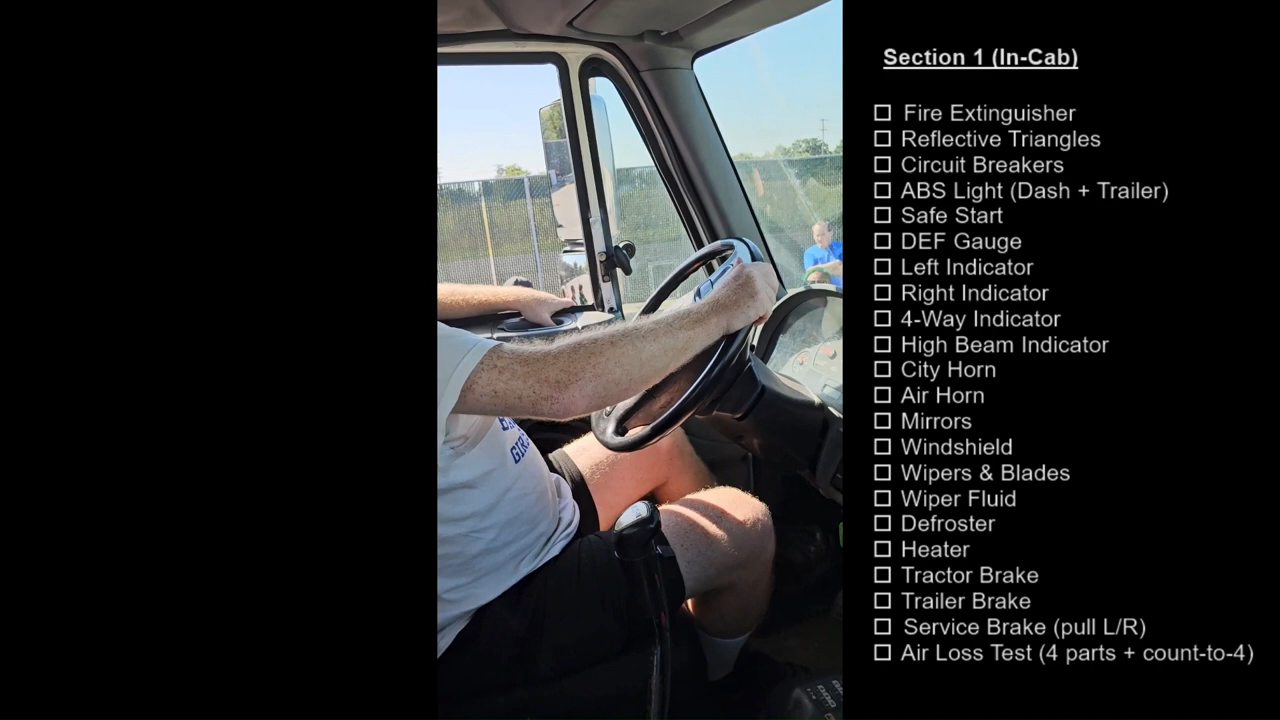 Section 1 (In-Cab)
Fire Extinguisher
Reflective Triangles
Circuit Breakers
ABS Light (Dash + Trailer)
Safe Start
DEF Gauge
Left Indicator
Right Indicator
4-Way Indicator
High Beam Indicator
City Horn
Air Horn
Mirrors
Windshield
Wipers & Blades
Wiper Fluid
Defroster
Heater
Tractor Brake
Trailer Brake
Service Brake (pull L/R)
Air Loss Test (4 parts + count-to-4)